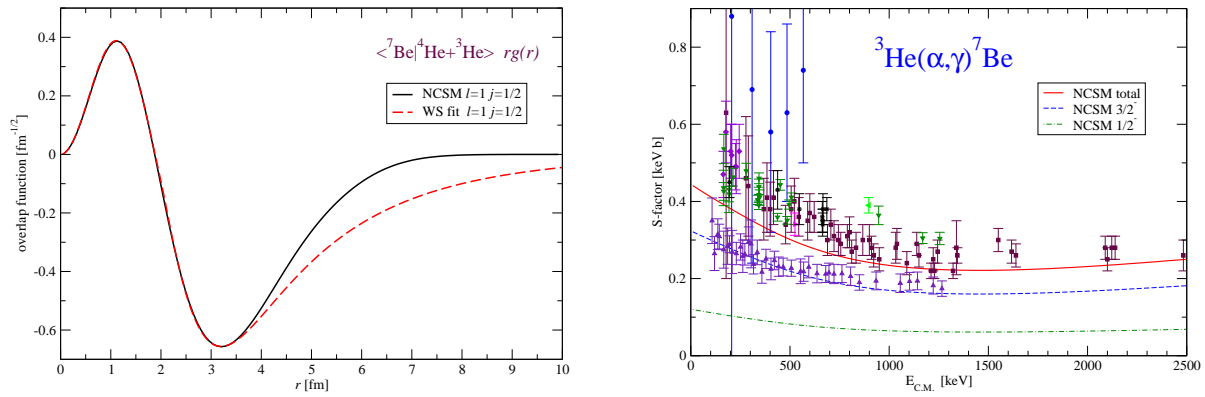 <⁷Be|⁴He+³He> rg(r)
NCSM l=1 j=1/2
WS fit l=1 j=1/2
overlap function [fm⁻¹/²]
0.4
0.2
0
-0.2
-0.4
-0.6
0 1 2 3 4 5 6 7 8 9 10
r [fm]
³He(α,γ)⁷Be
NCSM total
NCSM 3/2⁻
NCSM 1/2⁻
S-factor [keV b]
0.8
0.6
0.4
0.2
0
0 500 1000 1500 2000 2500
E_C.M. [keV]